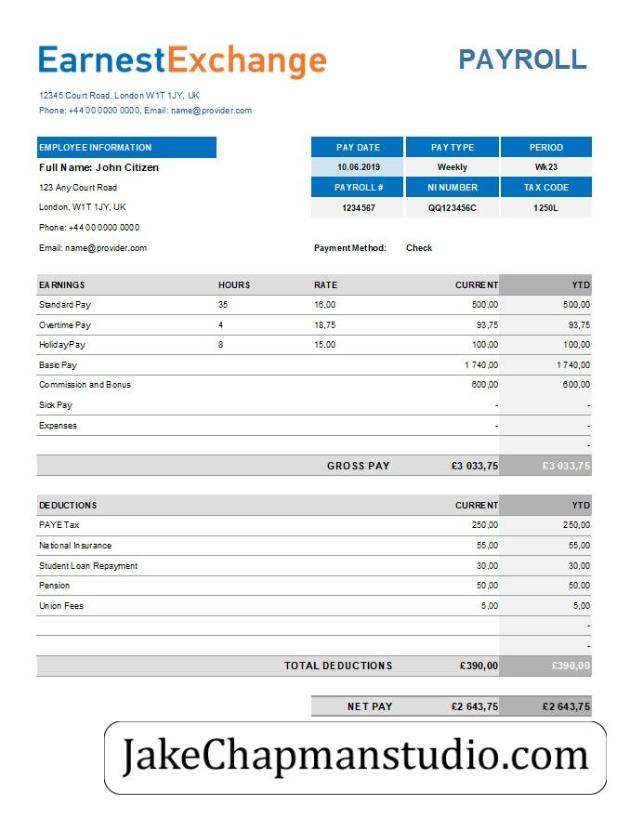 EarnestExchange PAYROLL
12345 Court Road, London W1T 1JY, UK
Phone: +44 00 0000 0000, Email: name@provider.com
EMPLOYEE INFORMATION PAY DATE PAY TYPE PERIOD
Full Name: John Citizen 10.06.2019 Weekly Wk23
123 Any Court Road PAYROLL # NI NUMBER TAX CODE
London, W1T 1JY, UK 1234567 QQ123456C 1250L
Phone: +44 00 0000 0000
Email: name@provider.com Payment Method: Check
EARNINGS HOURS RATE CURRENT YTD
Standard Pay 35 16,00 500,00 500,00
Overtime Pay 4 18,75 93,75 93,75
Holiday Pay 8 15,00 100,00 100,00
Basic Pay 1 740,00 1 740,00
Commission and Bonus 600,00 600,00
Sick Pay - -
Expenses - -
-
GROSS PAY £3 033,75 £3 033,75
DEDUCTIONS CURRENT YTD
PAYE Tax 250,00 250,00
National Insurance 55,00 55,00
Student Loan Repayment 30,00 30,00
Pension 50,00 50,00
Union Fees 5,00 5,00
-
-
TOTAL DEDUCTIONS £390,00 £390,00
NET PAY £2 643,75 £2 643,75
JakeChapmanstudio.com